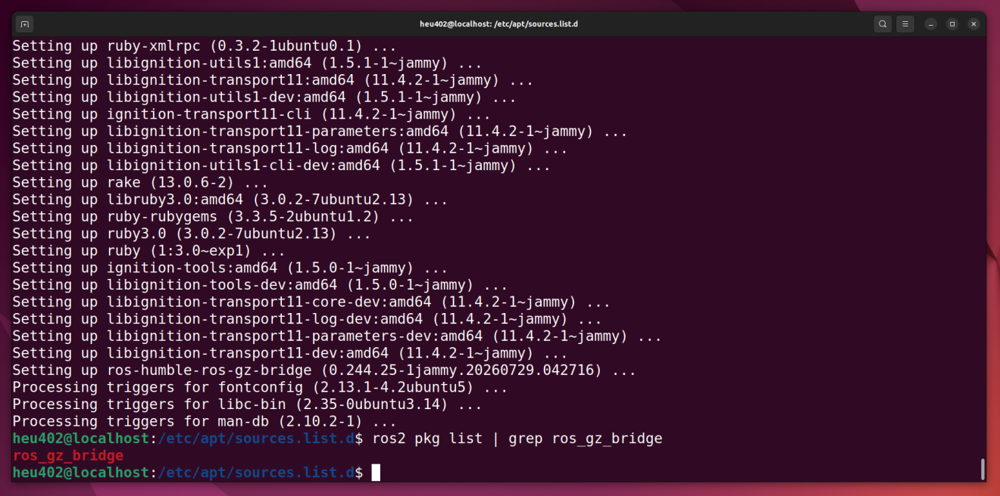 heu402@localhost: /etc/apt/sources.list.d
Setting up ruby-xmlrpc (0.3.2-1ubuntu0.1) ...
Setting up libignition-utils1:amd64 (1.5.1-1~jammy) ...
Setting up libignition-transport11:amd64 (11.4.2-1~jammy) ...
Setting up libignition-utils1-dev:amd64 (1.5.1-1~jammy) ...
Setting up ignition-transport11-cli (11.4.2-1~jammy) ...
Setting up libignition-transport11-parameters:amd64 (11.4.2-1~jammy) ...
Setting up libignition-transport11-log:amd64 (11.4.2-1~jammy) ...
Setting up libignition-utils1-cli-dev:amd64 (1.5.1-1~jammy) ...
Setting up rake (13.0.6-2) ...
Setting up libruby3.0:amd64 (3.0.2-7ubuntu2.13) ...
Setting up ruby-rubygems (3.3.5-2ubuntu1.2) ...
Setting up ruby3.0 (3.0.2-7ubuntu2.13) ...
Setting up ruby (1:3.0~exp1) ...
Setting up ignition-tools:amd64 (1.5.0-1~jammy) ...
Setting up libignition-tools-dev:amd64 (1.5.0-1~jammy) ...
Setting up libignition-transport11-core-dev:amd64 (11.4.2-1~jammy) ...
Setting up libignition-transport11-log-dev:amd64 (11.4.2-1~jammy) ...
Setting up libignition-transport11-parameters-dev:amd64 (11.4.2-1~jammy) ...
Setting up libignition-transport11-dev:amd64 (11.4.2-1~jammy) ...
Setting up ros-humble-ros-gz-bridge (0.244.25-1jammy.20260729.042716) ...
Processing triggers for fontconfig (2.13.1-4.2ubuntu5) ...
Processing triggers for libc-bin (2.35-0ubuntu3.14) ...
Processing triggers for man-db (2.10.2-1) ...
heu402@localhost:/etc/apt/sources.list.d$ ros2 pkg list | grep ros_gz_bridge
ros_gz_bridge
heu402@localhost:/etc/apt/sources.list.d$